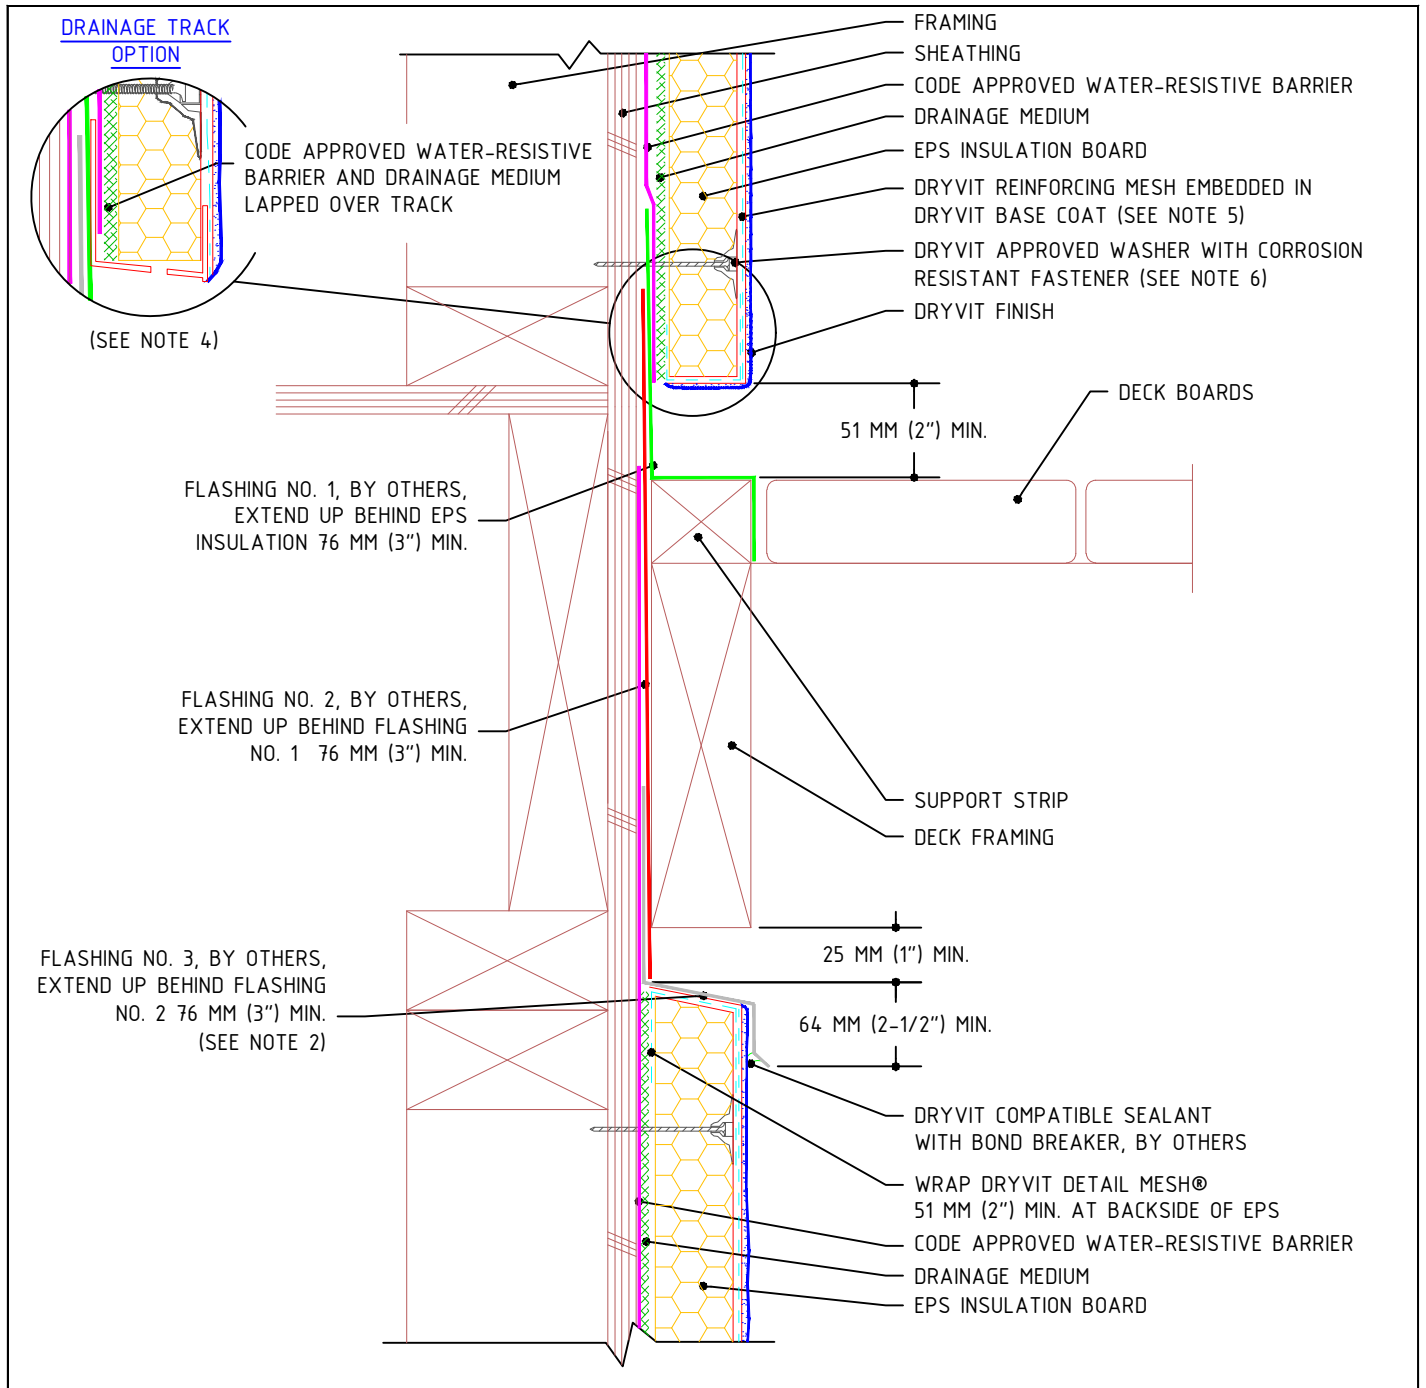 DRAINAGE TRACK
OPTION
CODE APPROVED WATER-RESISTIVE
BARRIER AND DRAINAGE MEDIUM
LAPPED OVER TRACK
(SEE NOTE 4)
FRAMING
SHEATHING
CODE APPROVED WATER-RESISTIVE BARRIER
DRAINAGE MEDIUM
EPS INSULATION BOARD
DRYVIT REINFORCING MESH EMBEDDED IN
DRYVIT BASE COAT (SEE NOTE 5)
DRYVIT APPROVED WASHER WITH CORROSION
RESISTANT FASTENER (SEE NOTE 6)
DRYVIT FINISH
DECK BOARDS
51 MM (2") MIN.
FLASHING NO. 1, BY OTHERS,
EXTEND UP BEHIND EPS
INSULATION 76 MM (3") MIN.
FLASHING NO. 2, BY OTHERS,
EXTEND UP BEHIND FLASHING
NO. 1 76 MM (3") MIN.
SUPPORT STRIP
DECK FRAMING
FLASHING NO. 3, BY OTHERS,
EXTEND UP BEHIND FLASHING
NO. 2 76 MM (3") MIN.
(SEE NOTE 2)
25 MM (1") MIN.
64 MM (2-1/2") MIN.
DRYVIT COMPATIBLE SEALANT
WITH BOND BREAKER, BY OTHERS
WRAP DRYVIT DETAIL MESH®
51 MM (2") MIN. AT BACKSIDE OF EPS
CODE APPROVED WATER-RESISTIVE BARRIER
DRAINAGE MEDIUM
EPS INSULATION BOARD